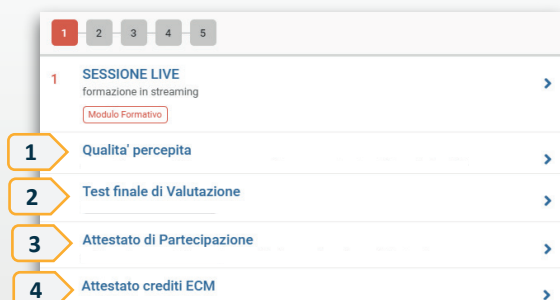 1 2 3 4 5
1 SESSIONE LIVE
formazione in streaming
Modulo Formativo
1 Qualita' percepita
2 Test finale di Valutazione
3 Attestato di Partecipazione
4 Attestato crediti ECM